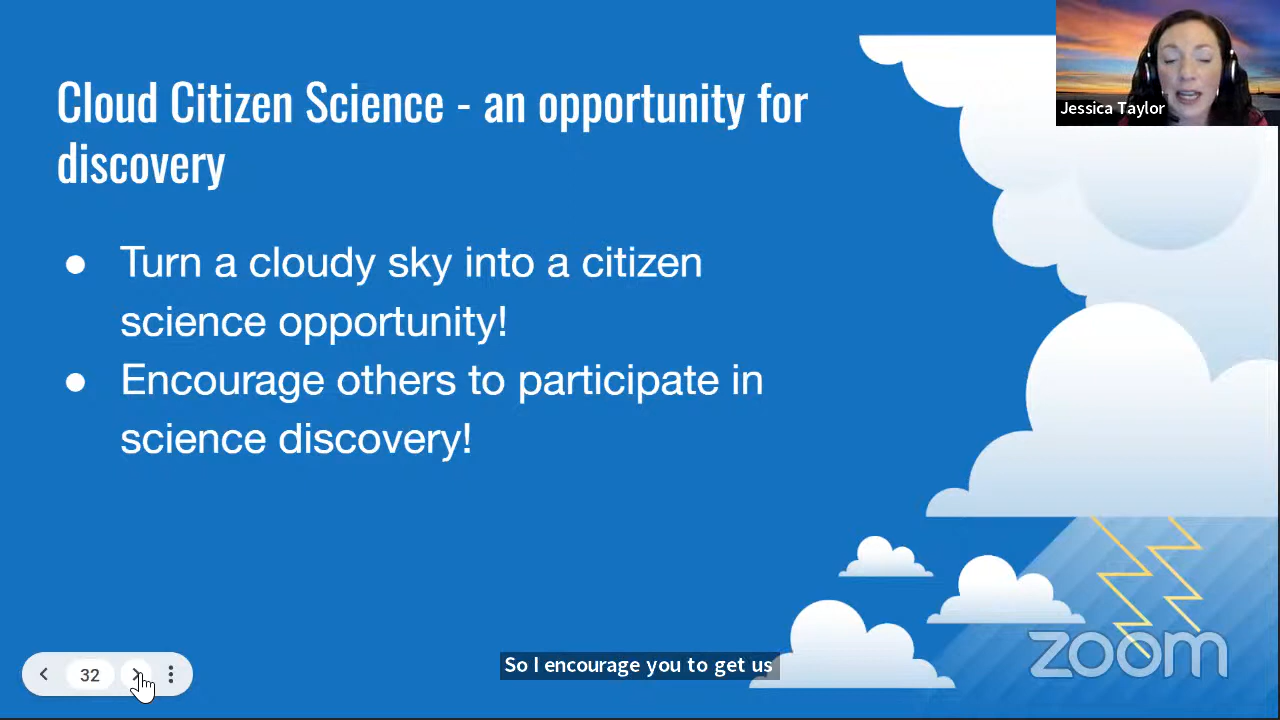 Cloud Citizen Science - an opportunity for
discovery
● Turn a cloudy sky into a citizen
science opportunity!
● Encourage others to participate in
science discovery!
Jessica Taylor
32
So I encourage you to get us
zoom